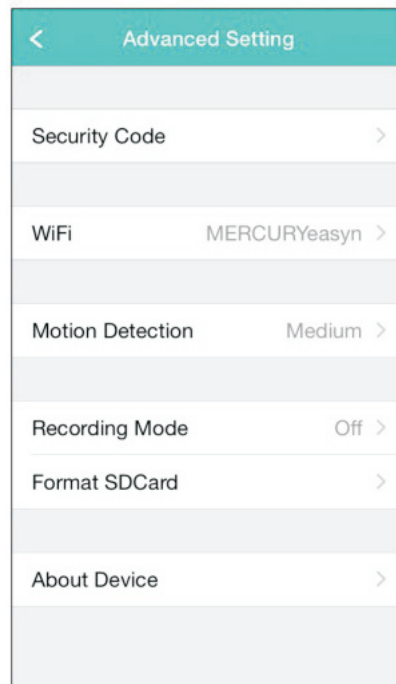 Advanced Setting
Security Code
WiFi MERCURYeasyn
Motion Detection Medium
Recording Mode Off
Format SDCard
About Device